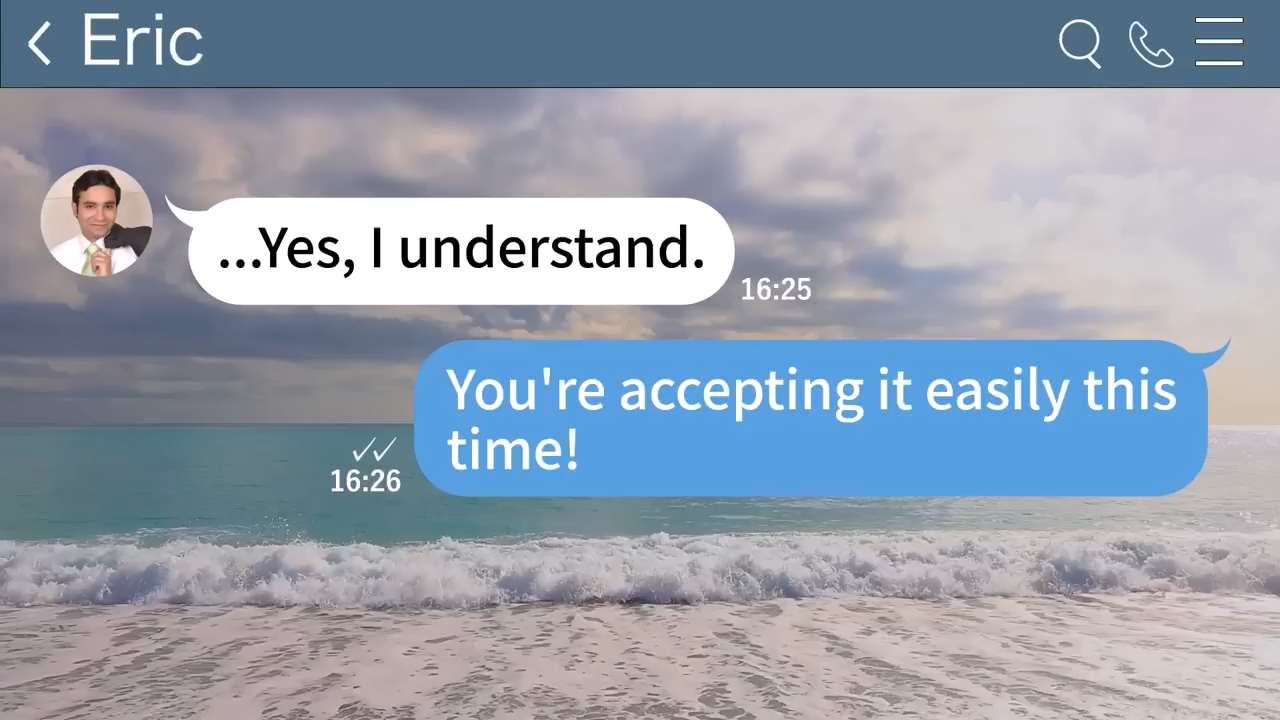 Eric
...Yes, I understand.
16:25
You're accepting it easily this
time!
16:26